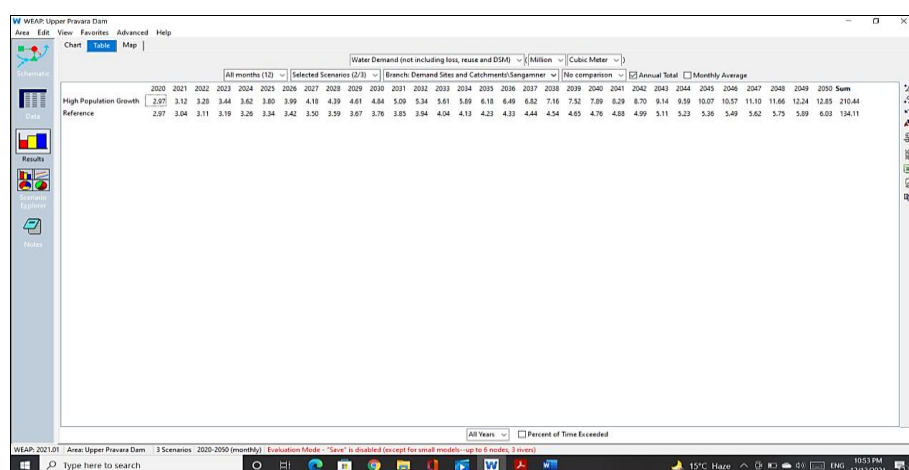 WEAP: Upper Pravara Dam
Area Edit View Favorites Advanced Help
Chart Table Map
Water Demand (not including loss, reuse and DSM) (Million Cubic Meter)
All months (12) Selected Scenarios (2/3) Branch: Demand Sites and Catchments\Sangamner No comparison Annual Total Monthly Average
2020 2021 2022 2023 2024 2025 2026 2027 2028 2029 2030 2031 2032 2033 2034 2035 2036 2037 2038 2039 2040 2041 2042 2043 2044 2045 2046 2047 2048 2049 2050 Sum
High Population Growth 2.97 3.12 3.28 3.44 3.62 3.80 3.99 4.18 4.39 4.61 4.84 5.09 5.34 5.61 5.89 6.18 6.49 6.82 7.16 7.52 7.89 8.29 8.70 9.14 9.59 10.07 10.57 11.10 11.66 12.24 12.85 210.44
Reference 2.97 3.04 3.11 3.19 3.26 3.34 3.42 3.50 3.59 3.67 3.76 3.85 3.94 4.04 4.13 4.23 4.33 4.44 4.54 4.65 4.76 4.88 4.99 5.11 5.23 5.36 5.49 5.62 5.75 5.89 6.03 134.11
Schematic
Data
Results
Scenario
Explorer
Notes
All Years Percent of Time Exceeded
WEAP: 2021.01 Area: Upper Pravara Dam 3 Scenarios 2020-2050 (monthly) Evaluation Mode - "Save" is disabled (except for small models--up to 6 nodes, 3 rivers)
Type here to search
15°C Haze ENG 10:53 PM